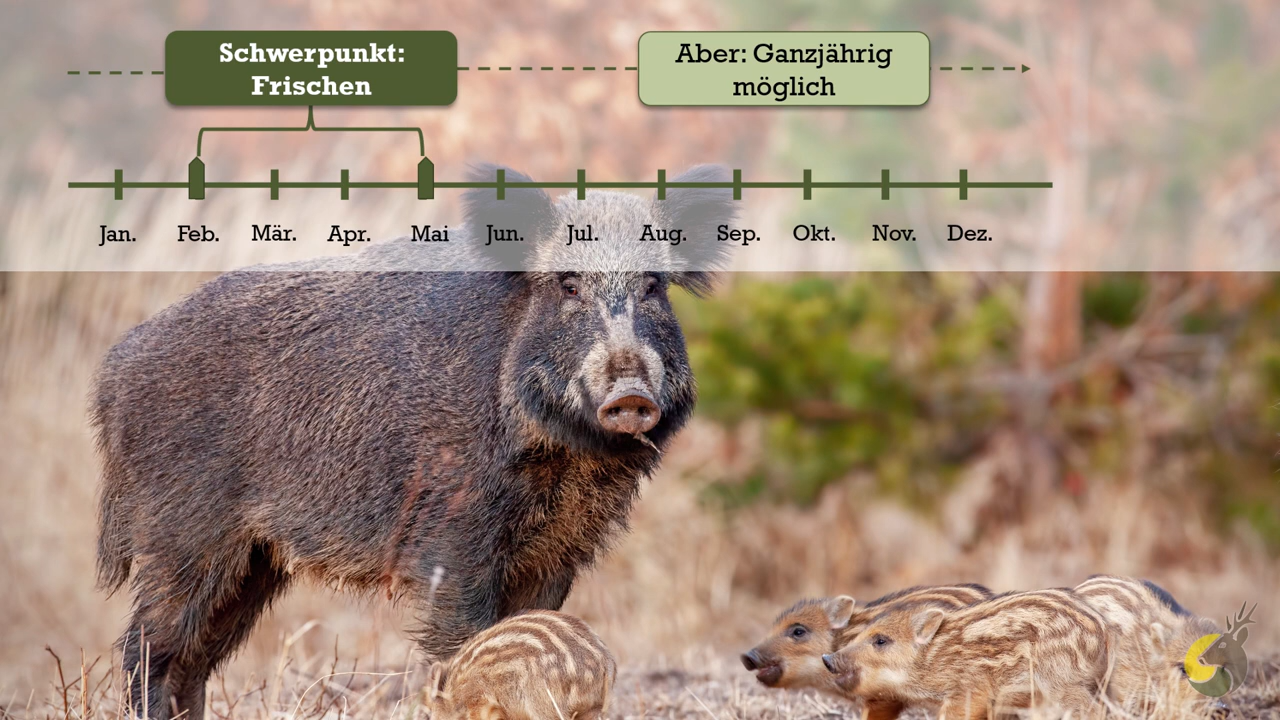 Schwerpunkt:
Frischen
Aber: Ganzjährig
möglich
Jan. Feb. Mär. Apr. Mai Jun. Jul. Aug. Sep. Okt. Nov. Dez.